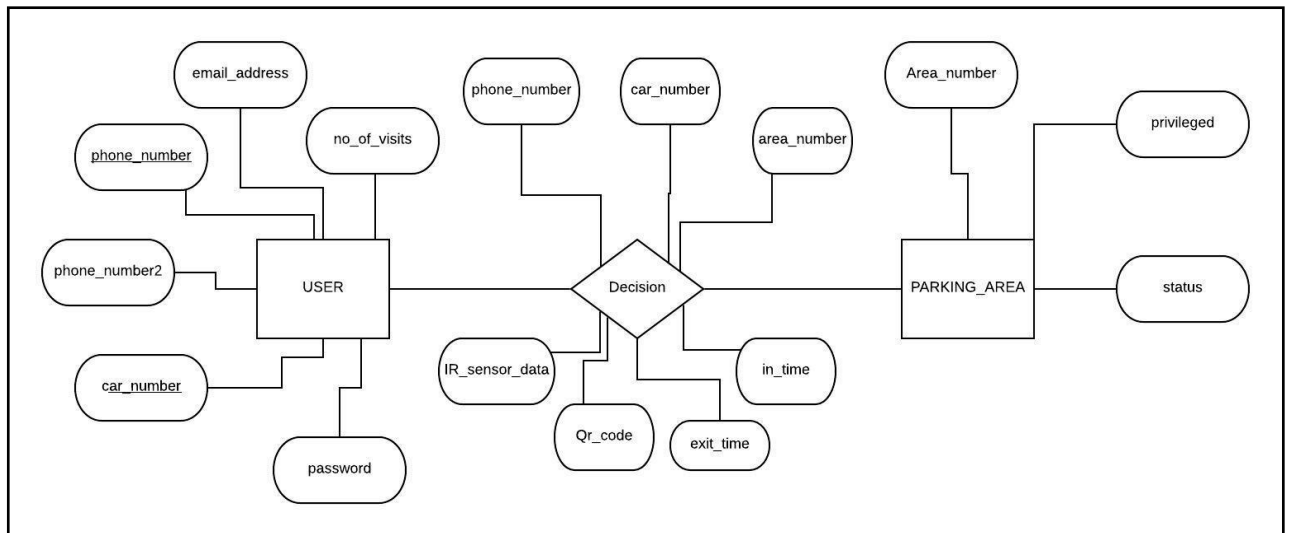 email_address
phone_number
no_of_visits
phone_number2
USER
car_number
password
phone_number
car_number
area_number
Decision
IR_sensor_data
Qr_code
exit_time
in_time
Area_number
privileged
PARKING_AREA
status